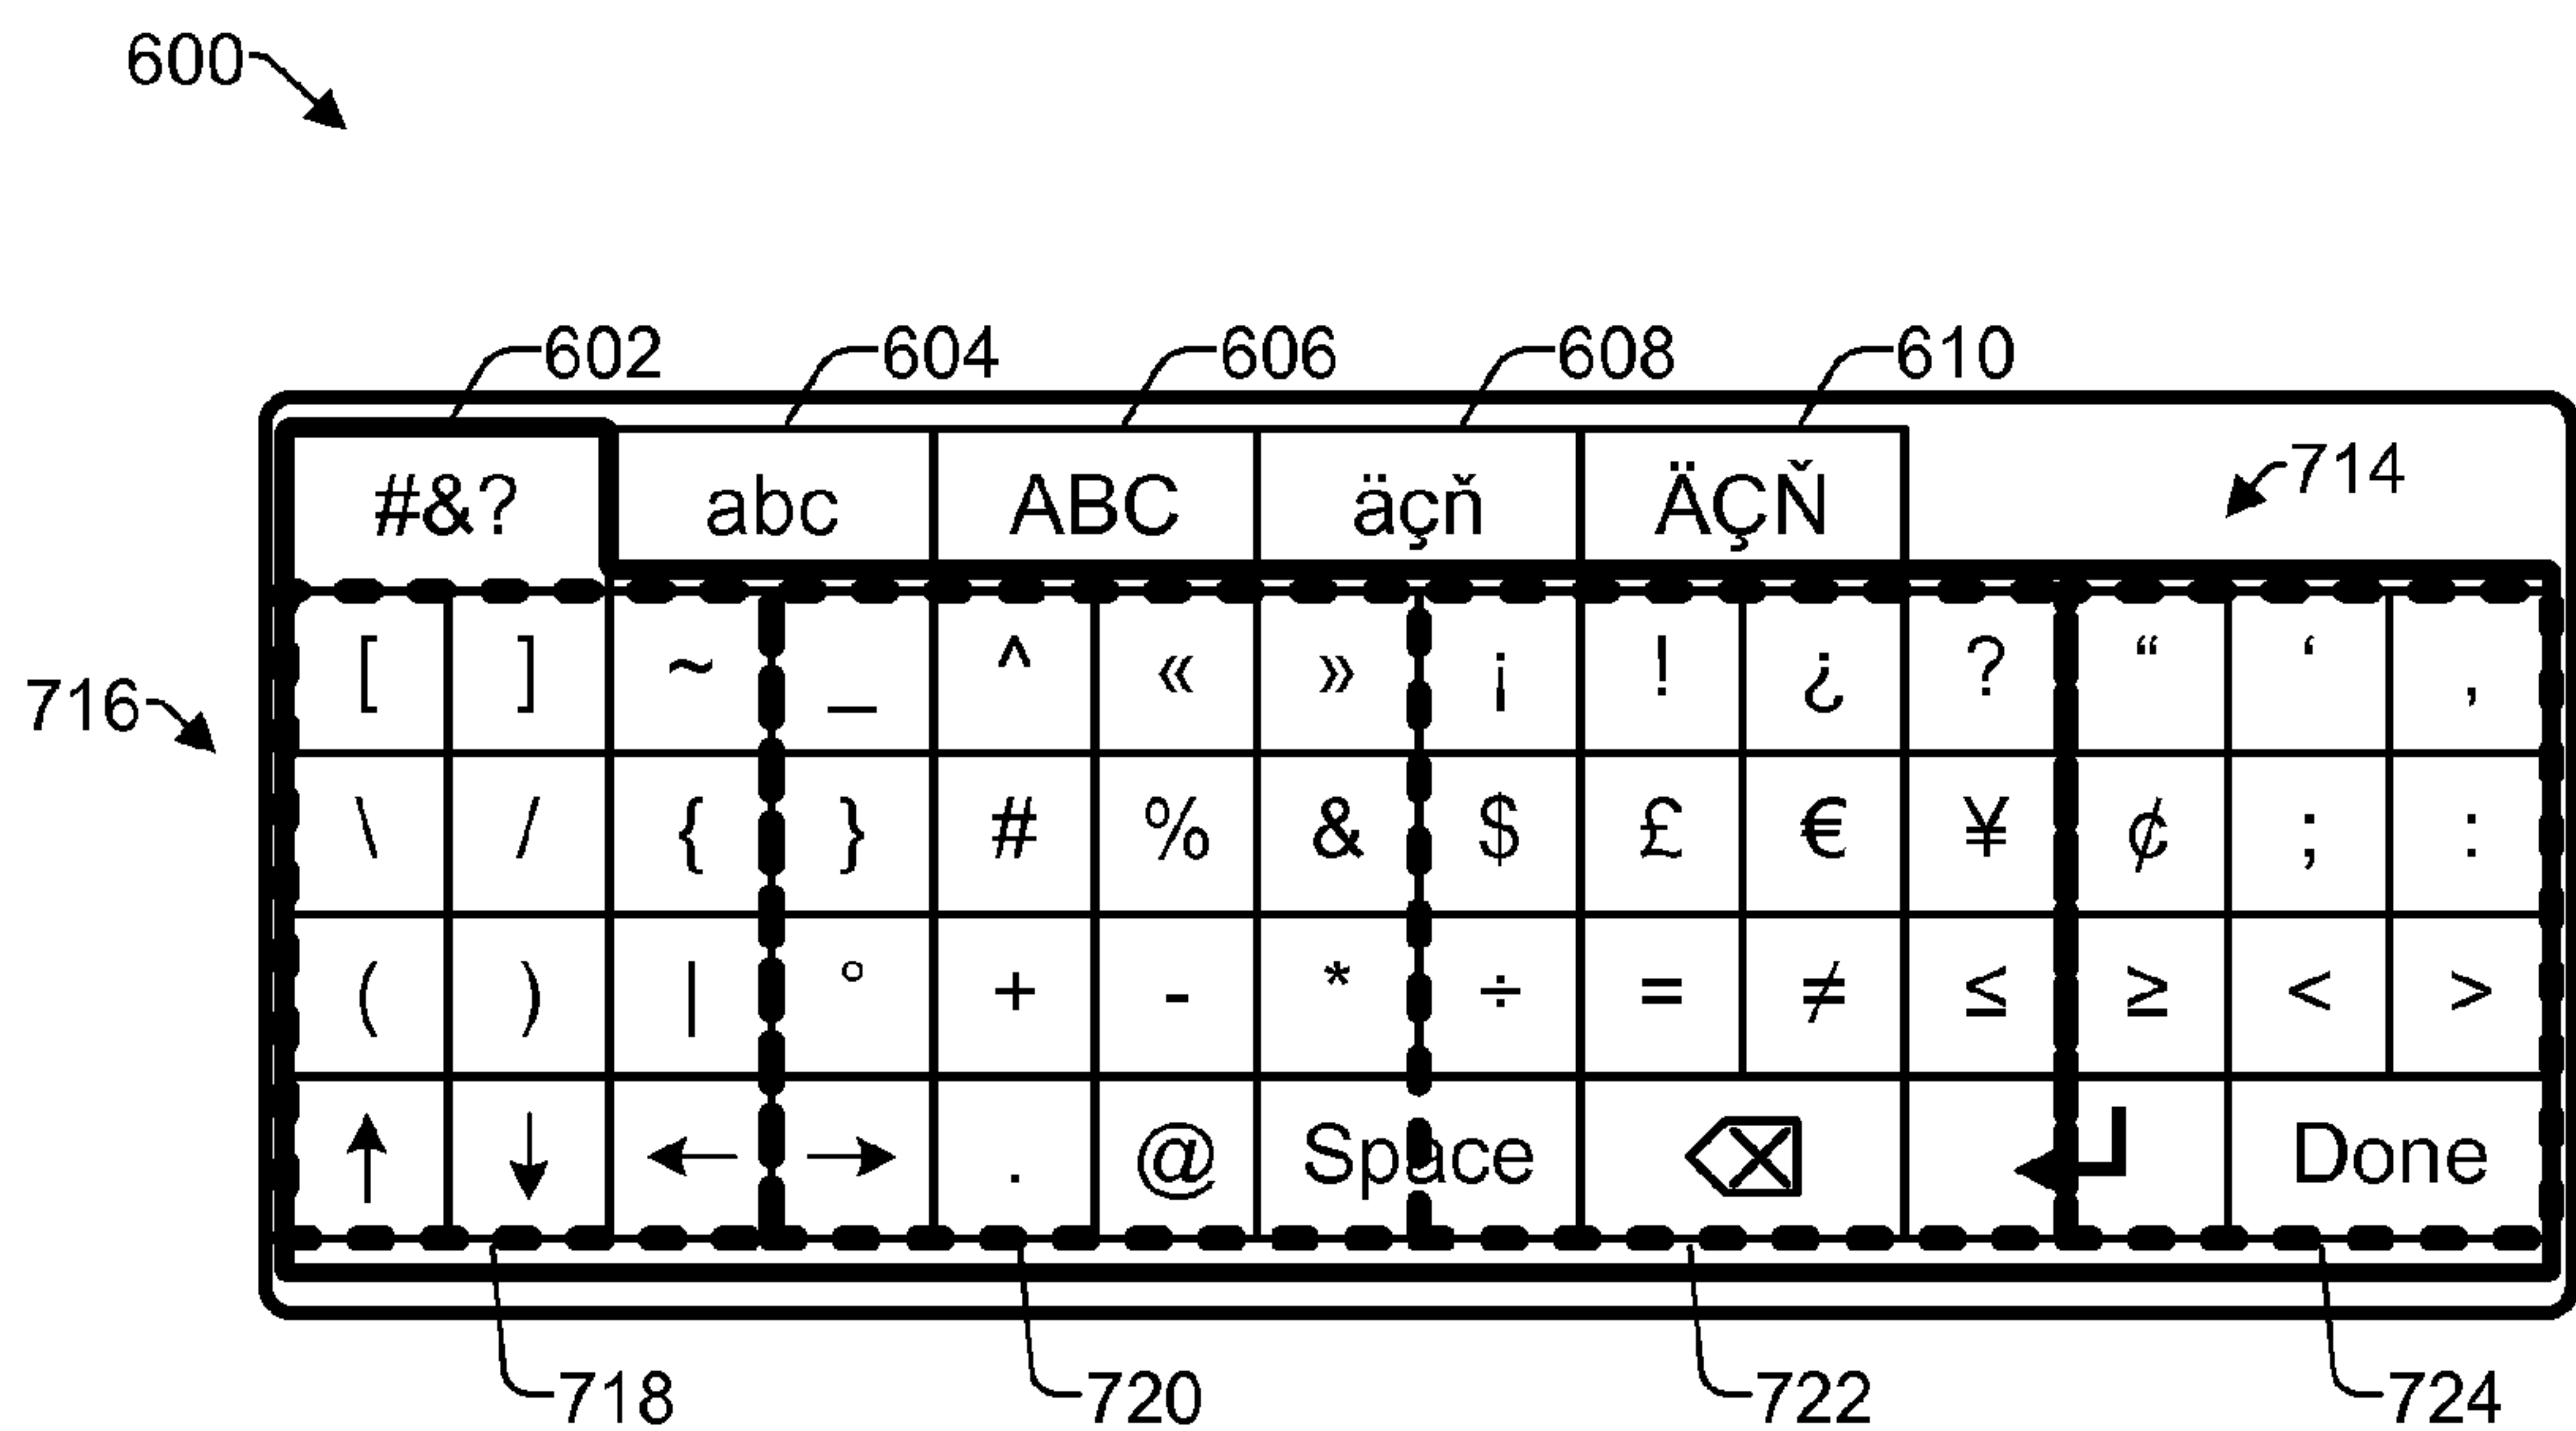 600
602 604 606 608 610
#&? abc ABC äçň ÄÇŇ 714
716
[ ] ~ _ ^ « » ¡ ! ¿ ? “ ‘ ,
\ / { } # % & $ £ € ¥ ¢ ; :
( ) | ° + - * ÷ = ≠ ≤ ≥ < >
↑ ↓ ← → . @ Space ⌫ ↵ Done
718 720 722 724